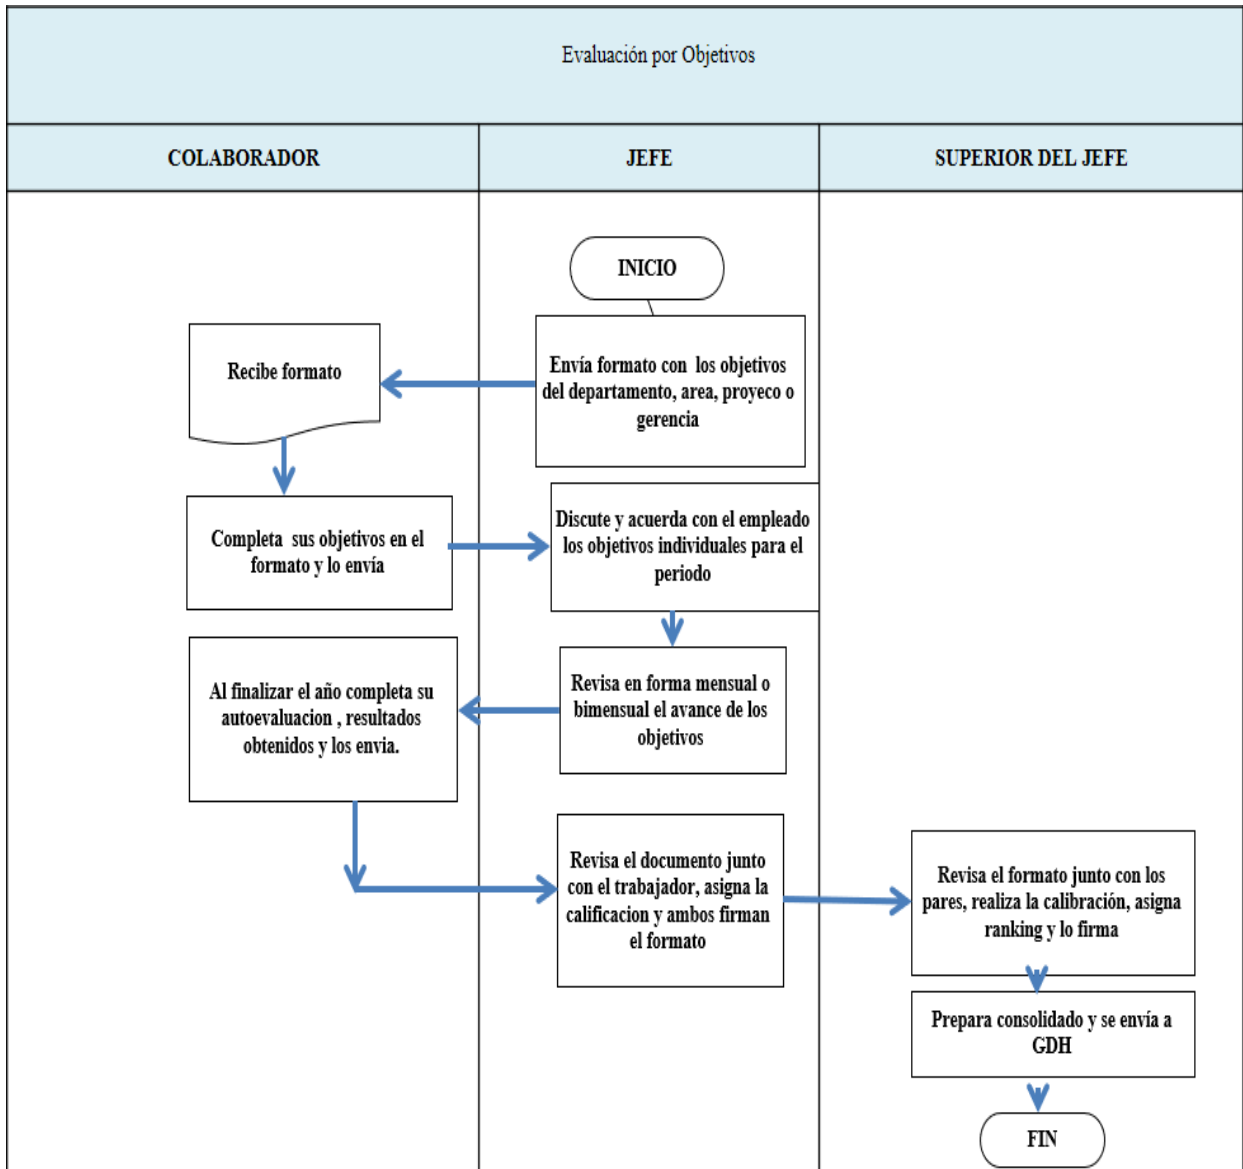 Evaluación por Objetivos
COLABORADOR
JEFE
SUPERIOR DEL JEFE
INICIO
Envía formato con los objetivos
del departamento, area, proyeco o
gerencia
Recibe formato
Completa sus objetivos en el
formato y lo envía
Discute y acuerda con el empleado
los objetivos individuales para el
periodo
Revisa en forma mensual o
bimensual el avance de los
objetivos
Al finalizar el año completa su
autoevaluacion , resultados
obtenidos y los envia.
Revisa el documento junto
con el trabajador, asigna la
calificacion y ambos firman
el formato
Revisa el formato junto con los
pares, realiza la calibración, asigna
ranking y lo firma
Prepara consolidado y se envía a
GDH
FIN